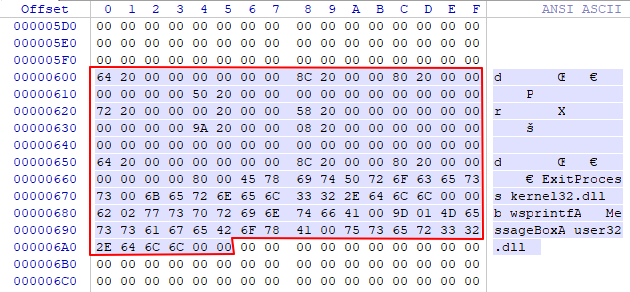 Offset 0 1 2 3 4 5 6 7 8 9 A B C D E F ANSI ASCII
000005D0 00 00 00 00 00 00 00 00 00 00 00 00 00 00 00 00
000005E0 00 00 00 00 00 00 00 00 00 00 00 00 00 00 00 00
000005F0 00 00 00 00 00 00 00 00 00 00 00 00 00 00 00 00
00000600 64 20 00 00 00 00 00 00 8C 20 00 00 80 20 00 00 d Œ €
00000610 00 00 00 00 50 20 00 00 00 00 00 00 00 00 00 00 P
00000620 72 20 00 00 00 20 00 00 58 20 00 00 00 00 00 00 r X
00000630 00 00 00 00 9A 20 00 00 08 20 00 00 00 00 00 00 š
00000640 00 00 00 00 00 00 00 00 00 00 00 00 00 00 00 00
00000650 64 20 00 00 00 00 00 00 8C 20 00 00 80 20 00 00 d Œ €
00000660 00 00 00 00 80 00 45 78 69 74 50 72 6F 63 65 73 € ExitProces
00000670 73 00 6B 65 72 6E 65 6C 33 32 2E 64 6C 6C 00 00 s kernel32.dll
00000680 62 02 77 73 70 72 69 6E 74 66 41 00 9D 01 4D 65 b wsprintfA Me
00000690 73 73 61 67 65 42 6F 78 41 00 75 73 65 72 33 32 ssageBoxA user32
000006A0 2E 64 6C 6C 00 00 00 00 00 00 00 00 00 00 00 00 .dll
000006B0 00 00 00 00 00 00 00 00 00 00 00 00 00 00 00 00
000006C0 00 00 00 00 00 00 00 00 00 00 00 00 00 00 00 00